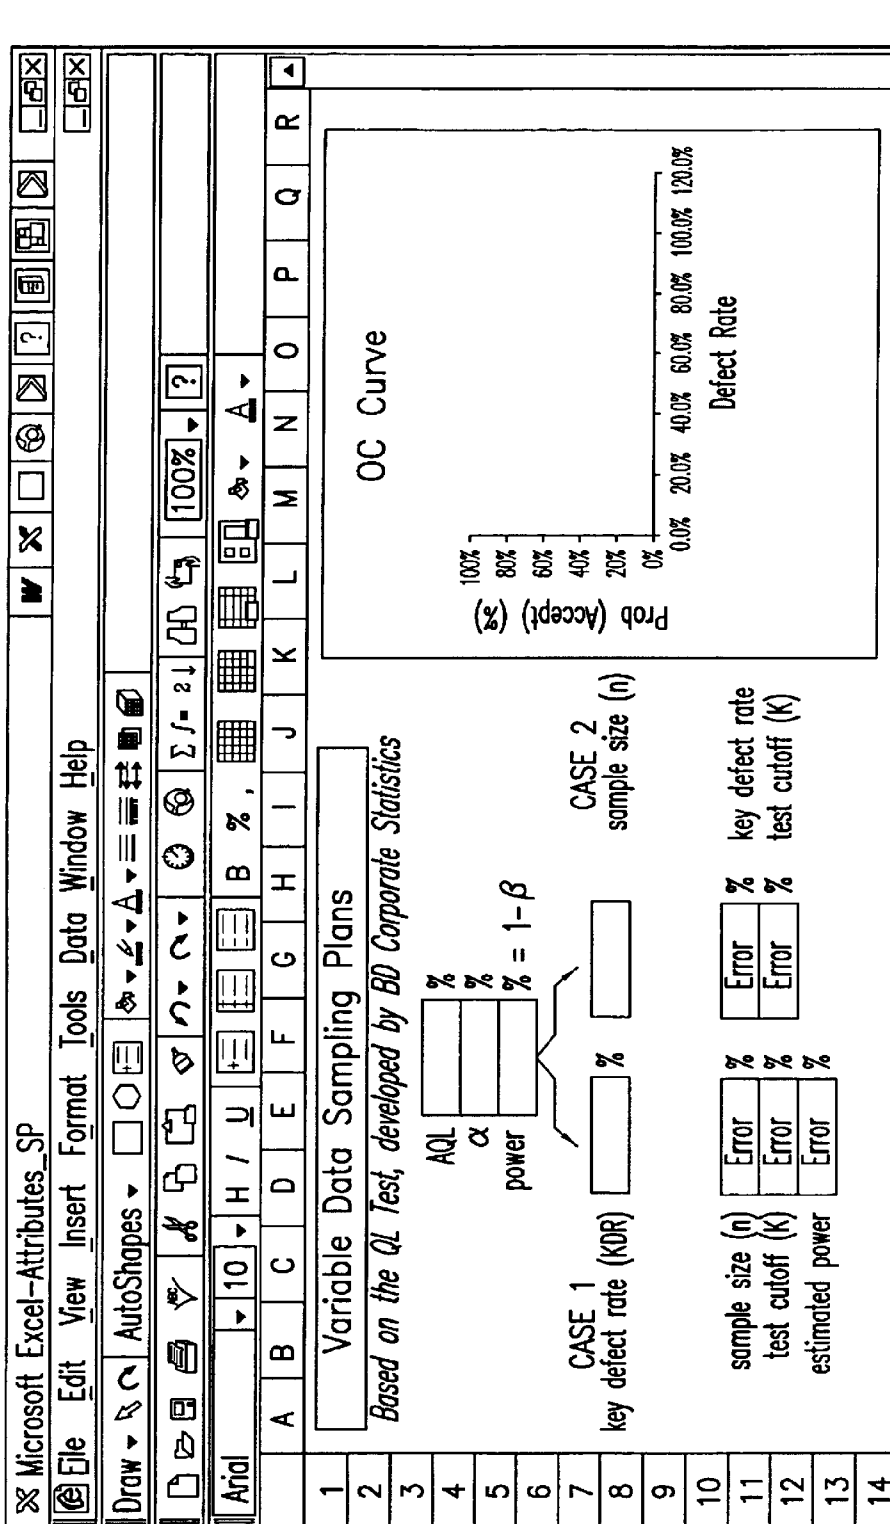 Microsoft Excel-Attributes_SP
File Edit View Insert Format Tools Data Window Help
Draw AutoShapes
Σ ƒ= 2↓ 100% ?
Arial 10 H / U B % ,
A B C D E F G H I J K L M N O P Q R
1
2
3
4
5
6
7
8
9
10
11
12
13
14
Variable Data Sampling Plans
Based on the QL Test, developed by BD Corporate Statistics
AQL %
α %
power % = 1-β
CASE 1
key defect rate (KDR) %
CASE 2
sample size (n)
sample size (n) Error %
test cutoff (K) Error %
estimated power Error %
Error % key defect rate
Error % test cutoff (K)
OC Curve
Prob (Accept) (%)
100%
80%
60%
40%
20%
0%
0.0% 20.0% 40.0% 60.0% 80.0% 100.0% 120.0%
Defect Rate